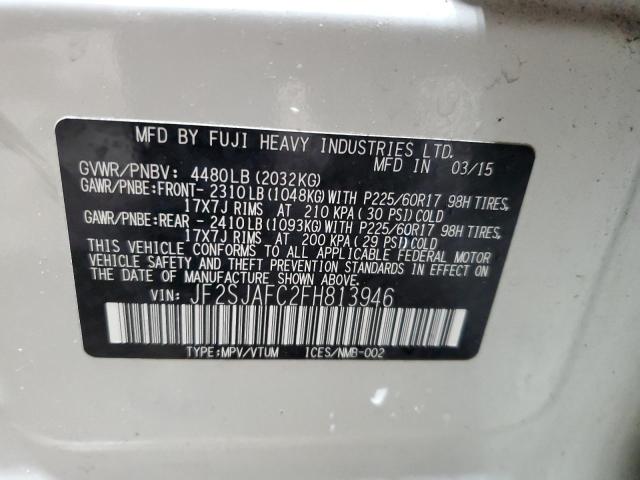 MFD BY FUJI HEAVY INDUSTRIES LTD.
MFD IN 03/15
GVWR/PNBV: 4480LB (2032KG)
GAWR/PNBE:FRONT- 2310LB (1048KG)WITH P225/60R17 98H TIRES,
17X7J RIMS AT 210 KPA (30 PSI)COLD
GAWR/PNBE:REAR - 2410LB (1093KG)WITH P225/60R17 98H TIRES,
17X7J RIMS AT 200 KPA (29 PSI)COLD
THIS VEHICLE CONFORMS TO ALL APPLICABLE FEDERAL MOTOR
VEHICLE SAFETY AND THEFT PREVENTION STANDARDS IN EFFECT
ON THE DATE OF MANUFACTURE SHOWN ABOVE.
VIN: JF2SJAFC2FH813946
TYPE:MPV/VTUM ICES/NMB-002